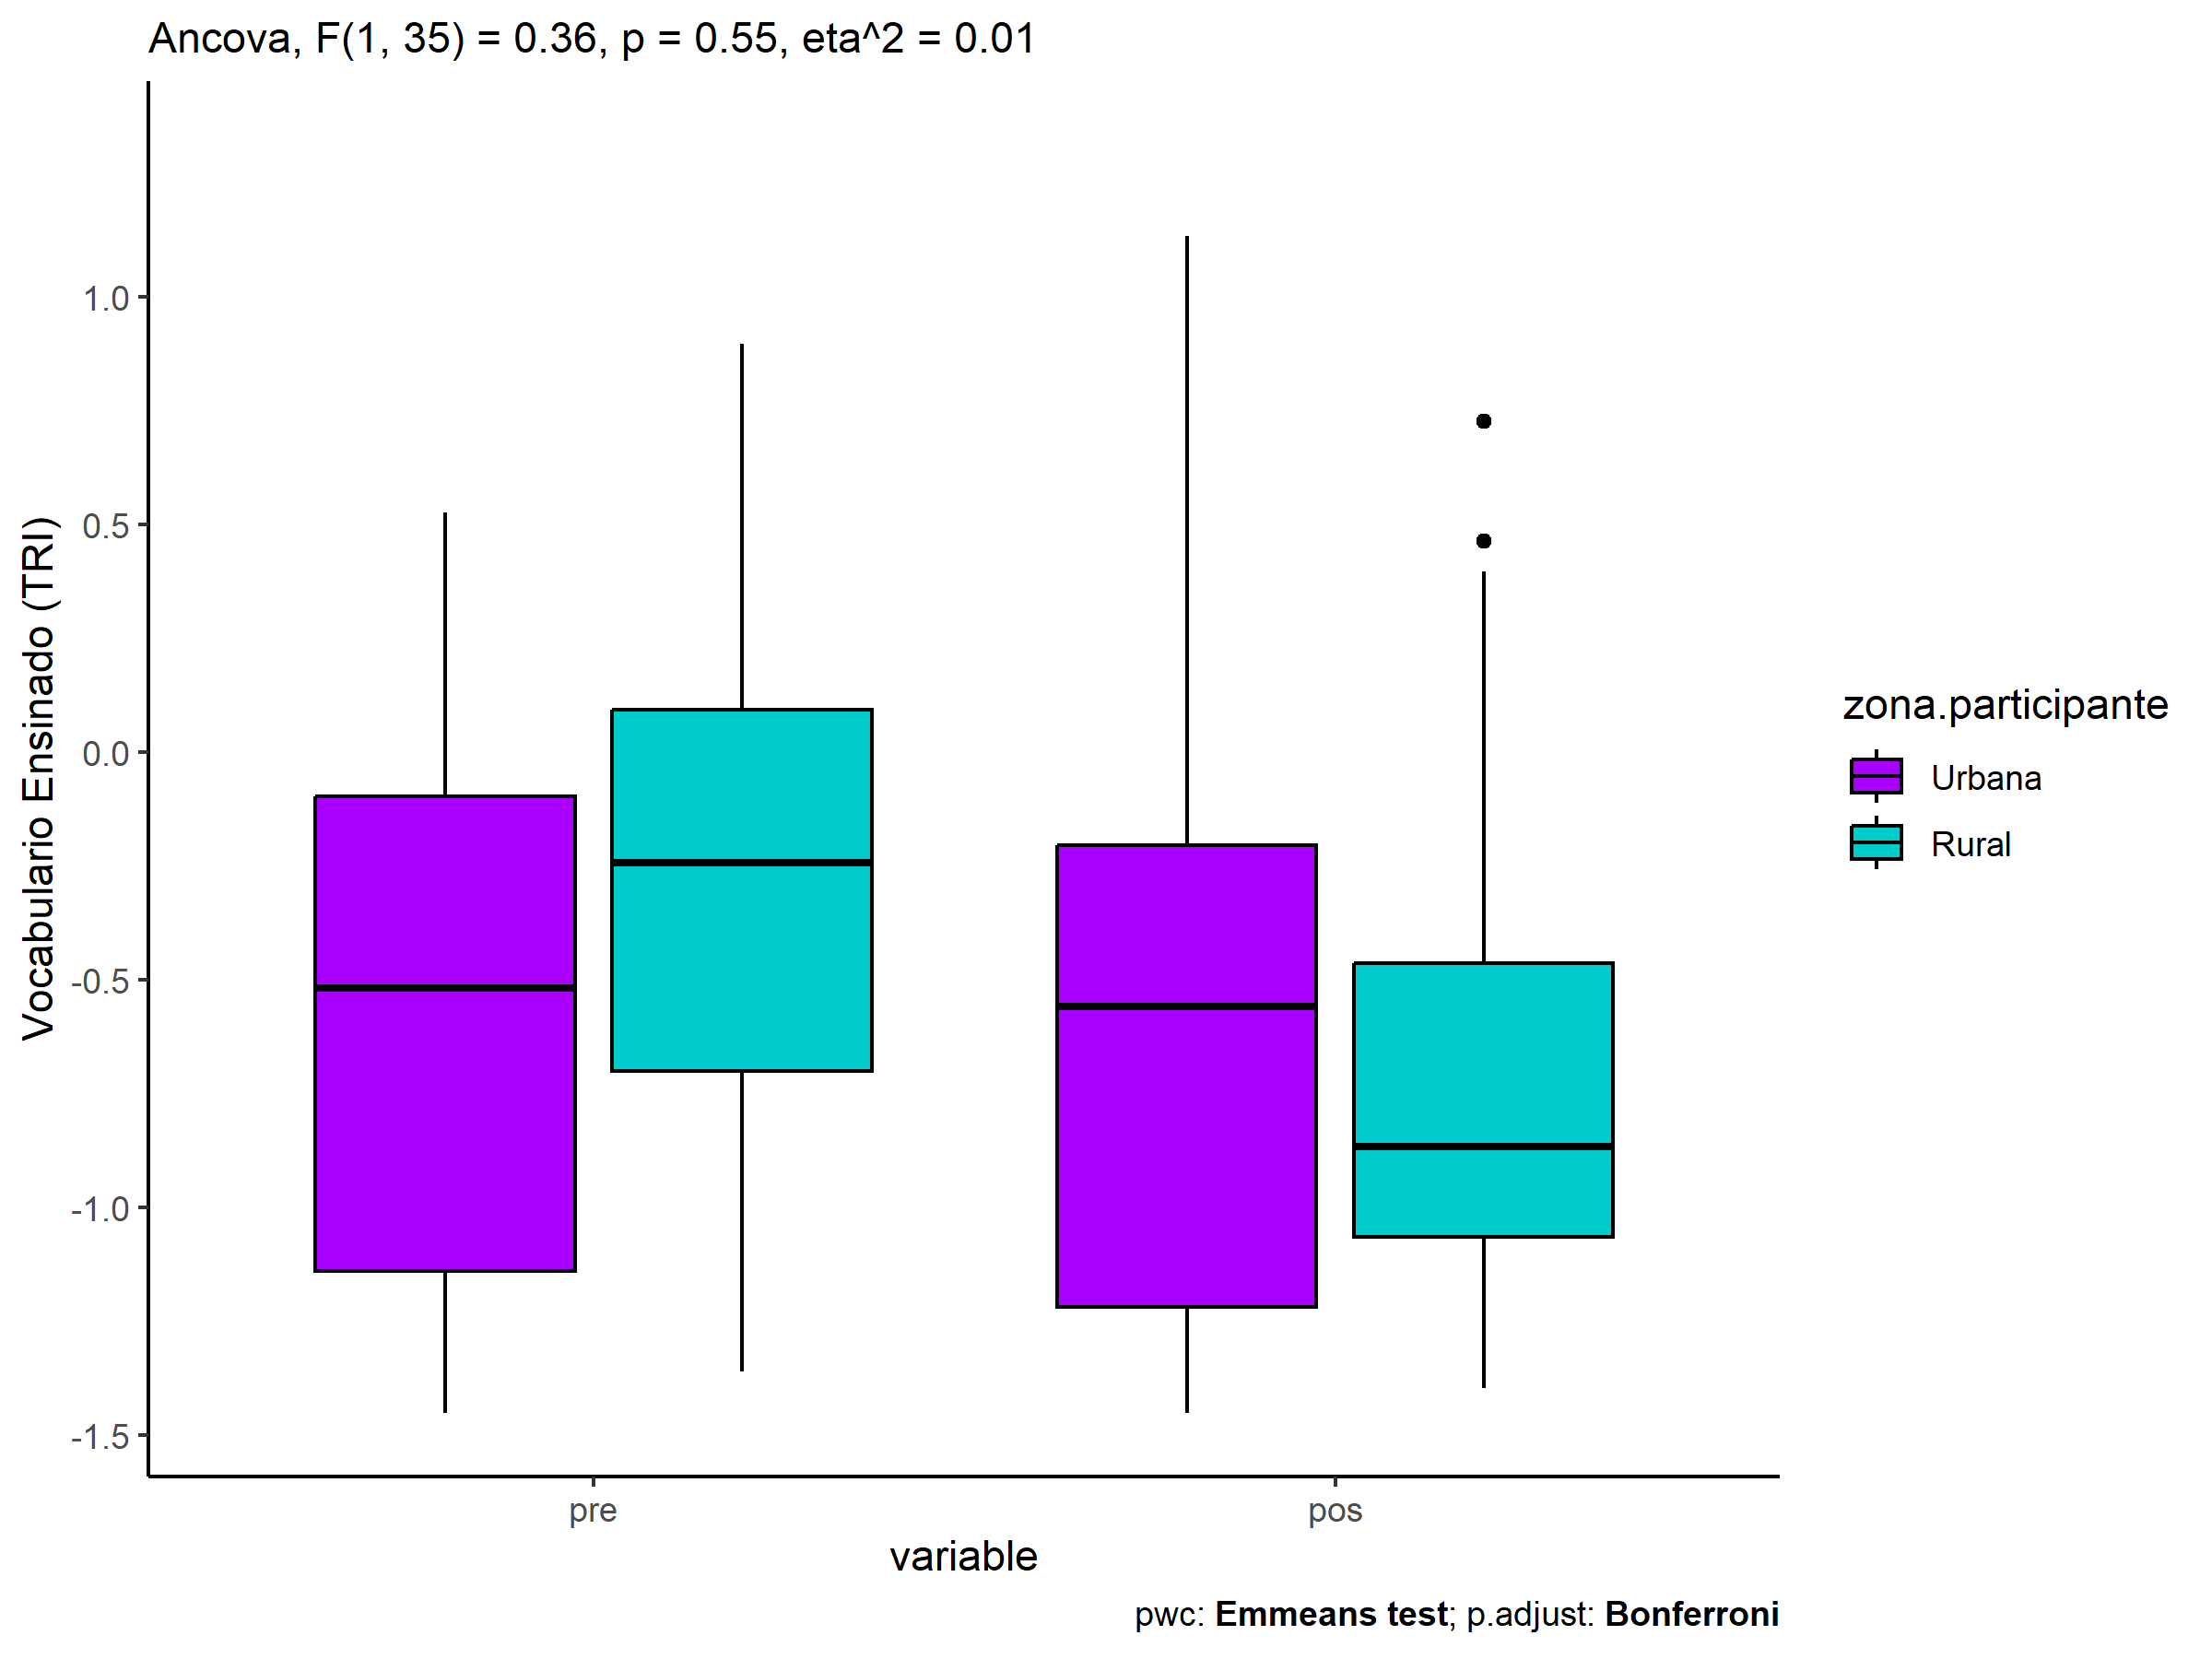 Ancova, F(1, 35) = 0.36, p = 0.55, eta^2 = 0.01
Vocabulario Ensinado (TRI)
1.0
0.5
0.0
-0.5
-1.0
-1.5
pre
pos
variable
zona.participante
Urbana
Rural
pwc: Emmeans test; p.adjust: Bonferroni